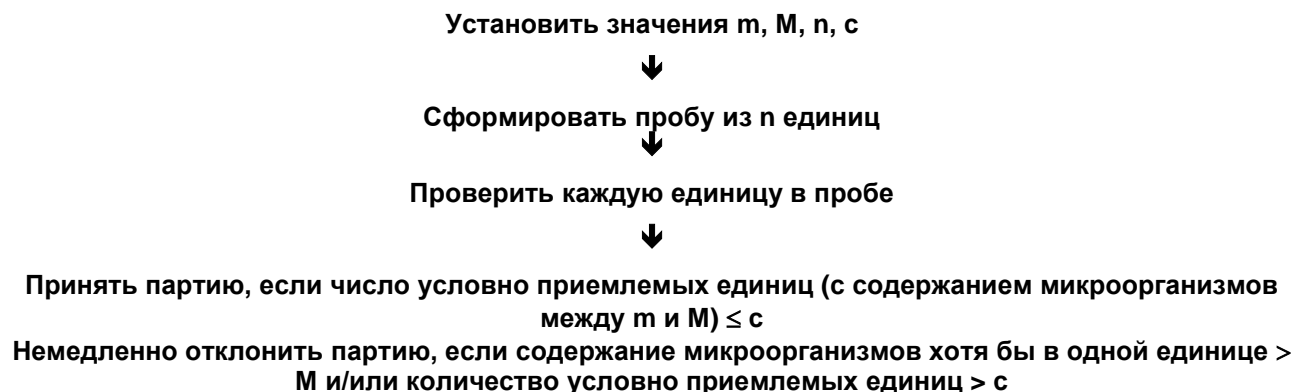 Установить значения m, M, n, c
Сформировать пробу из n единиц
Проверить каждую единицу в пробе
Принять партию, если число условно приемлемых единиц (с содержанием микроорганизмов
между m и M) ≤ c
Немедленно отклонить партию, если содержание микроорганизмов хотя бы в одной единице >
M и/или количество условно приемлемых единиц > c